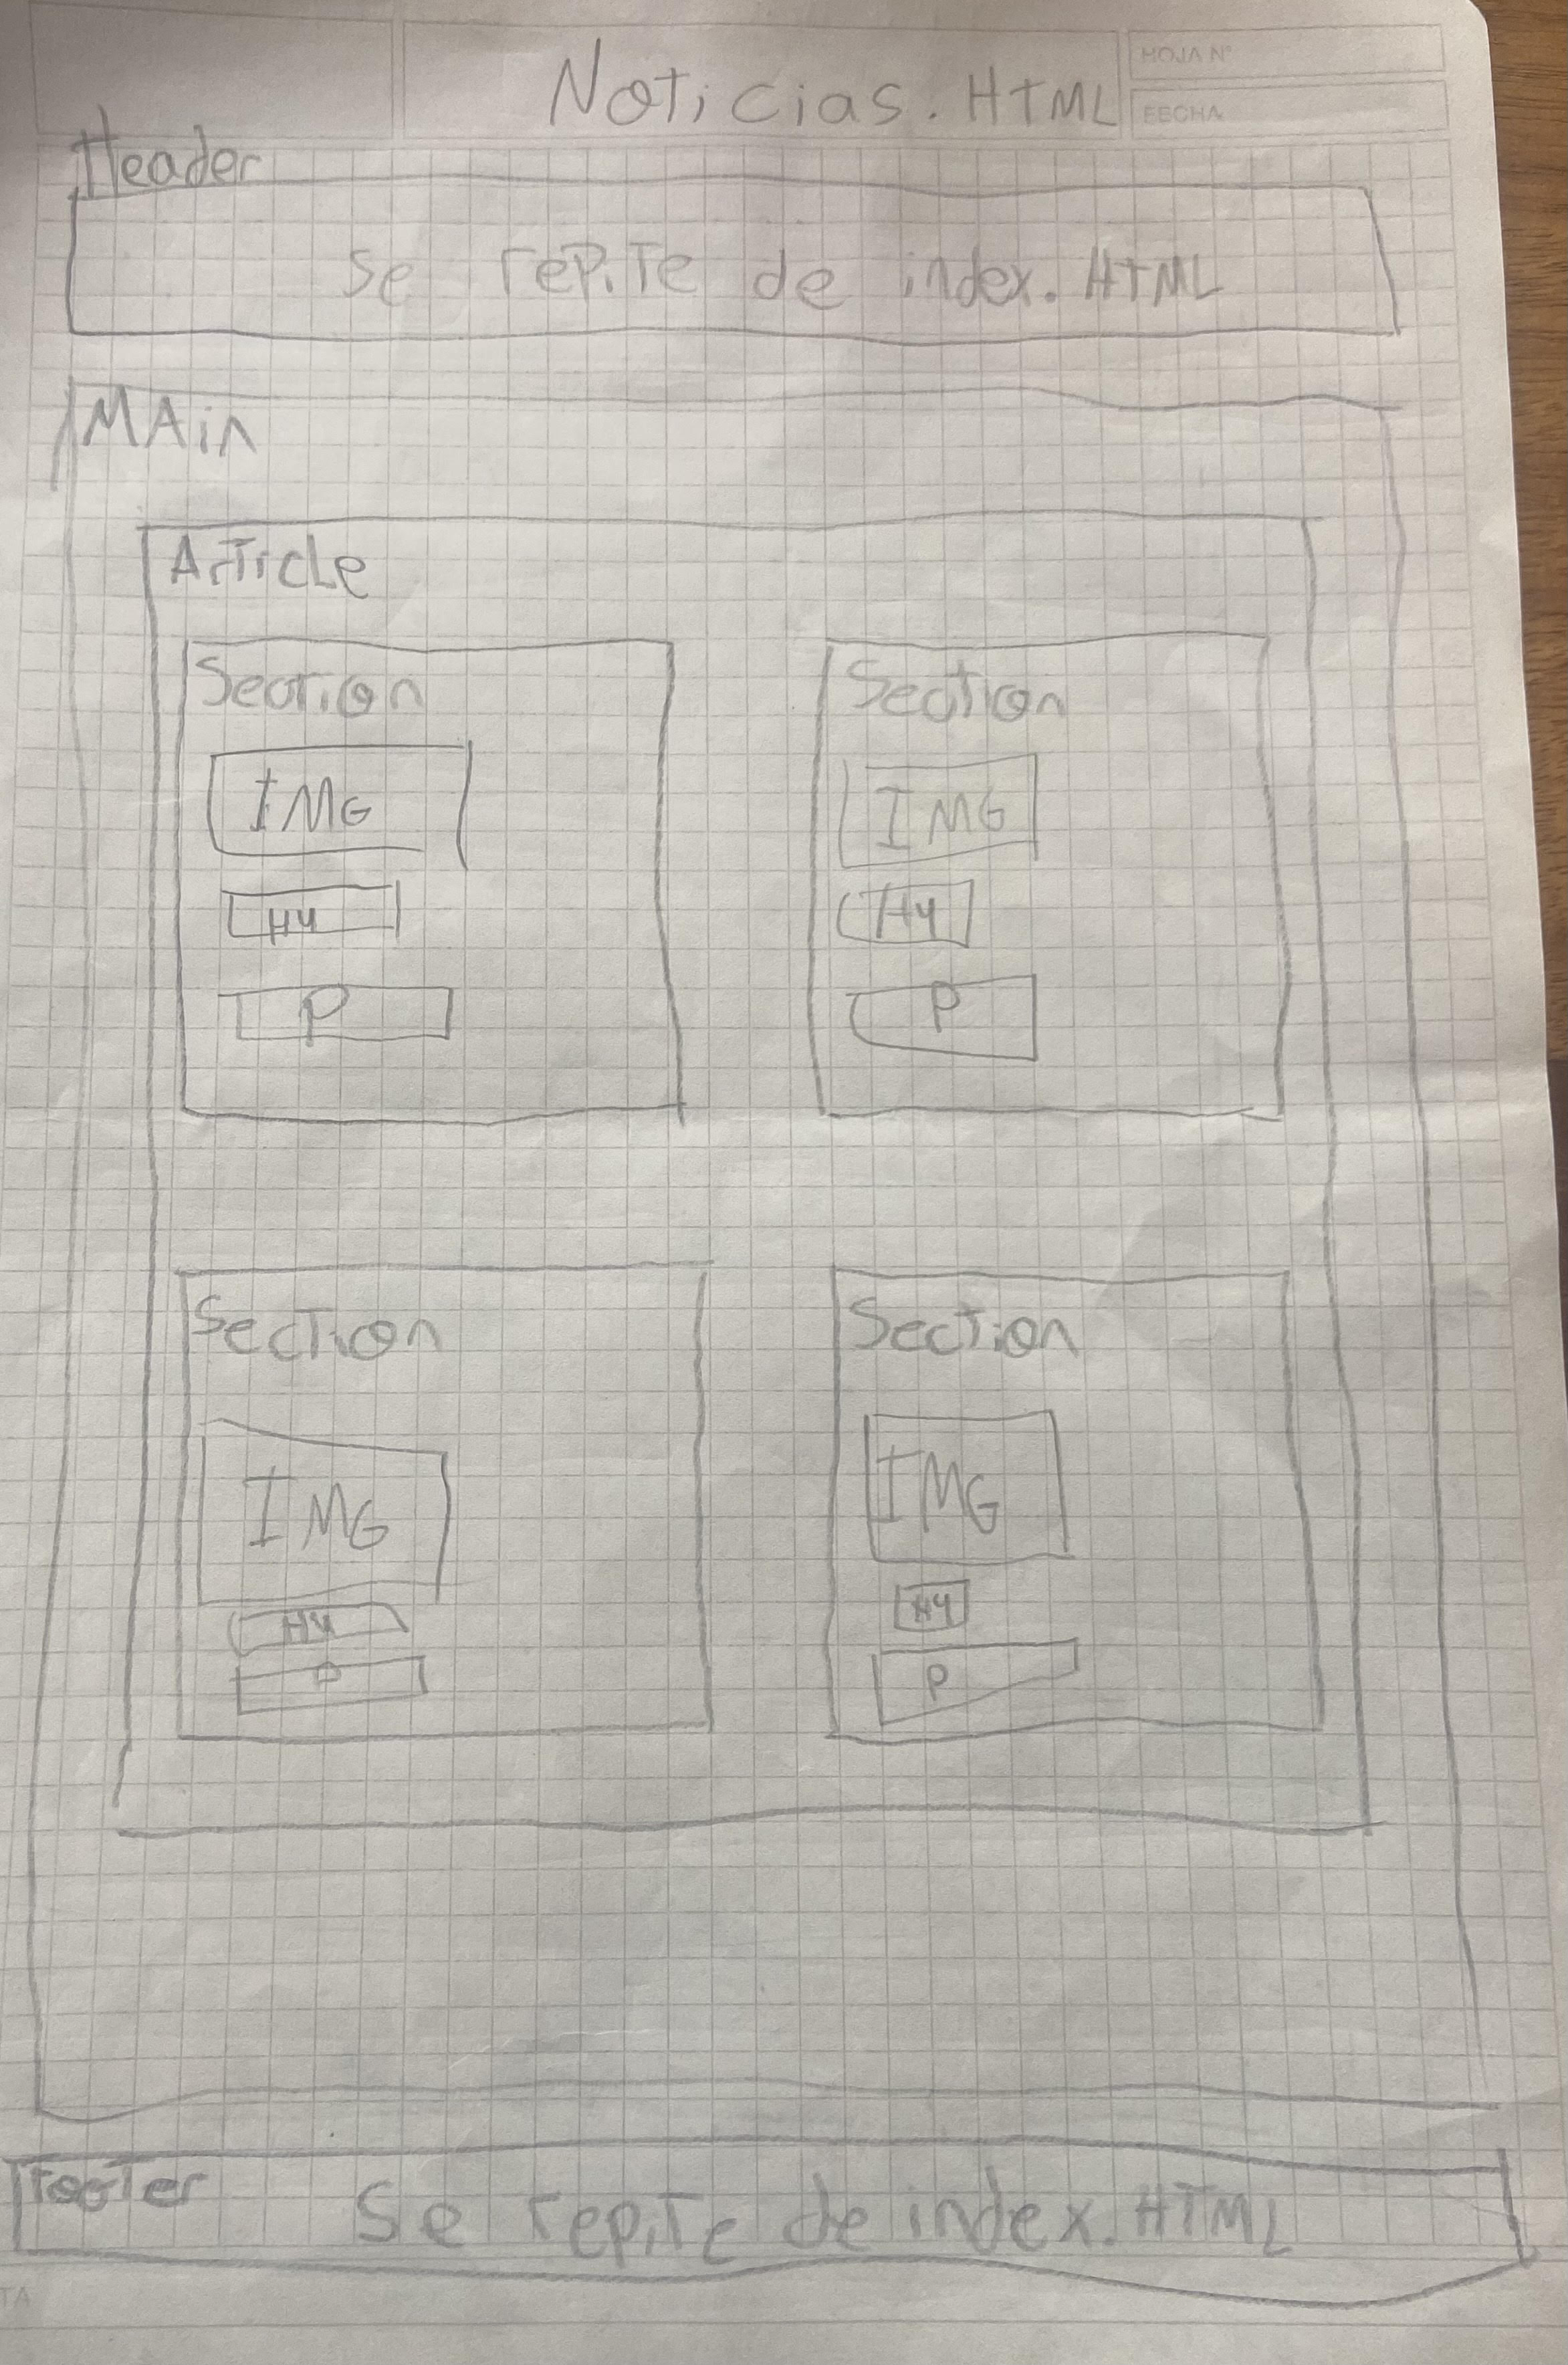 HOJA N°
Noticias. HTML
FECHA
Header
Se repite de index. HTML
MAin
Article
Section
Section
IMG
IMG
H4
H4
P
P
Section
Section
IMG
IMG
H4
H4
P
P
Footer
Se repite de index. HTML
TA